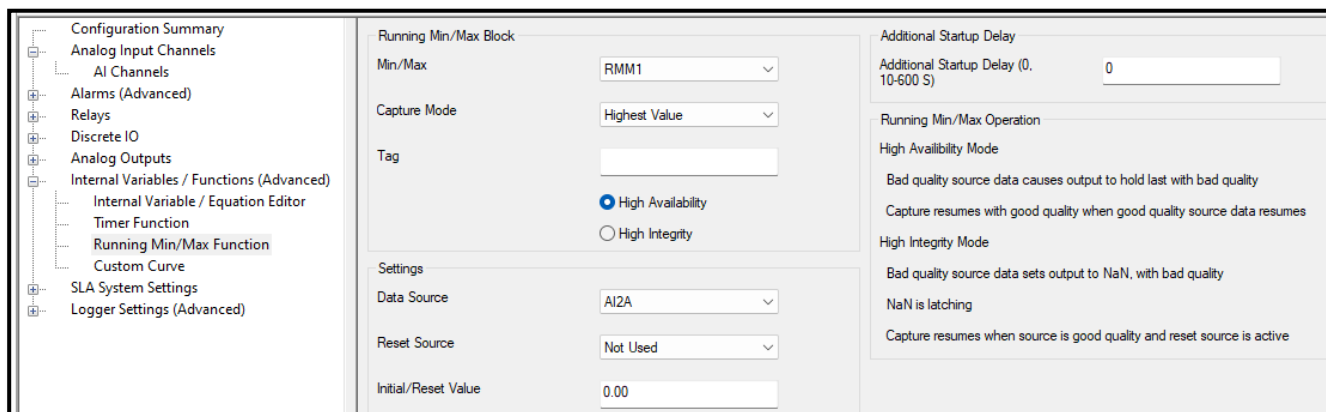 Configuration Summary
Analog Input Channels
AI Channels
Alarms (Advanced)
Relays
Discrete IO
Analog Outputs
Internal Variables / Functions (Advanced)
Internal Variable / Equation Editor
Timer Function
Running Min/Max Function
Custom Curve
SLA System Settings
Logger Settings (Advanced)
Running Min/Max Block
Min/Max
RMM1
Capture Mode
Highest Value
Tag
High Availability
High Integrity
Settings
Data Source
AI2A
Reset Source
Not Used
Initial/Reset Value
0.00
Additional Startup Delay
Additional Startup Delay (0,
10-600 S)
0
Running Min/Max Operation
High Availibility Mode
Bad quality source data causes output to hold last with bad quality
Capture resumes with good quality when good quality source data resumes
High Integrity Mode
Bad quality source data sets output to NaN, with bad quality
NaN is latching
Capture resumes when source is good quality and reset source is active